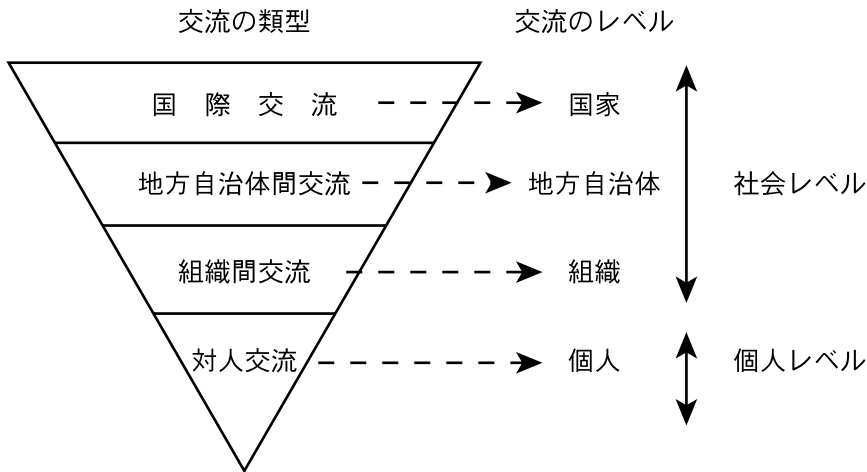 交流の類型 交流のレベル
国 際 交 流 国家
地方自治体間交流 地方自治体 社会レベル
組織間交流 組織
対人交流 個人 個人レベル